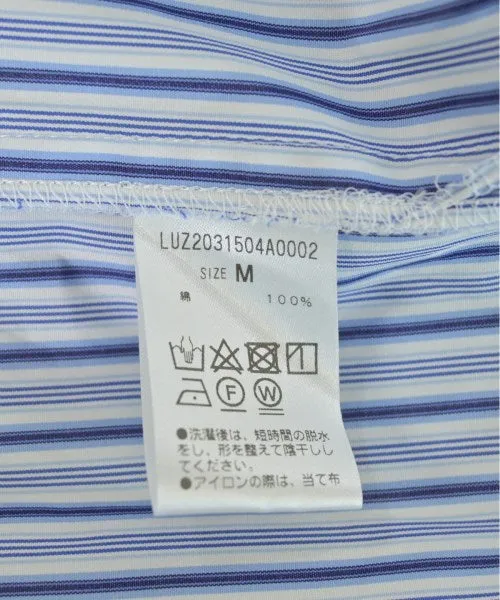 LUZ2031504A0002
SIZE M
綿 100%
F W
●洗濯後は、短時間の脱水
をし、形を整えて陰干しし
てください。
●アイロンの際は、当て布